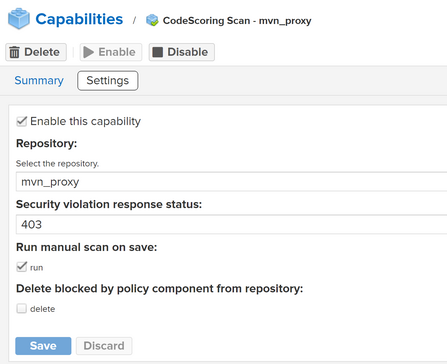 Capabilities / CodeScoring Scan - mvn_proxy
Delete Enable Disable
Summary Settings
Enable this capability
Repository:
Select the repository.
mvn_proxy
Security violation response status:
403
Run manual scan on save:
run
Delete blocked by policy component from repository:
delete
Save Discard